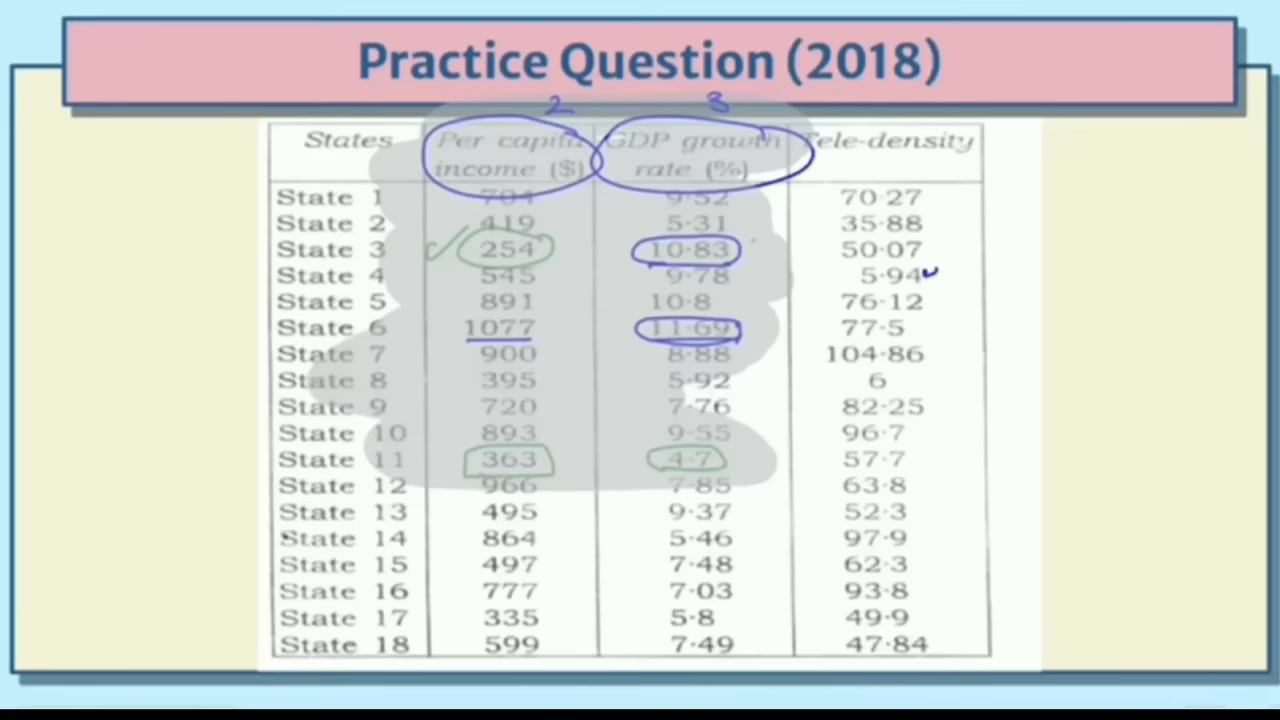 Practice Question (2018)
2 3
States Per capita income ($) GDP growth rate (%) Tele-density
State 1 704 9·52 70·27
State 2 419 5·31 35·88
State 3 254 10·83 50·07
State 4 545 9·78 5·94
State 5 891 10·8 76·12
State 6 1077 11·69 77·5
State 7 900 8·88 104·86
State 8 395 5·92 6
State 9 720 7·76 82·25
State 10 893 9·55 96·7
State 11 363 4·7 57·7
State 12 966 7·85 63·8
State 13 495 9·37 52·3
State 14 864 5·46 97·9
State 15 497 7·48 62·3
State 16 777 7·03 93·8
State 17 335 5·8 49·9
State 18 599 7·49 47·84